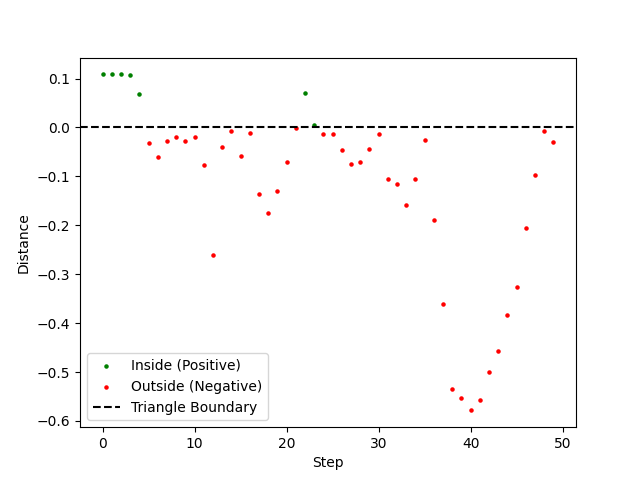 0.1
0.0
−0.1
−0.2
−0.3
−0.4
−0.5
−0.6
Distance
Inside (Positive)
Outside (Negative)
Triangle Boundary
0 10 20 30 40 50
Step